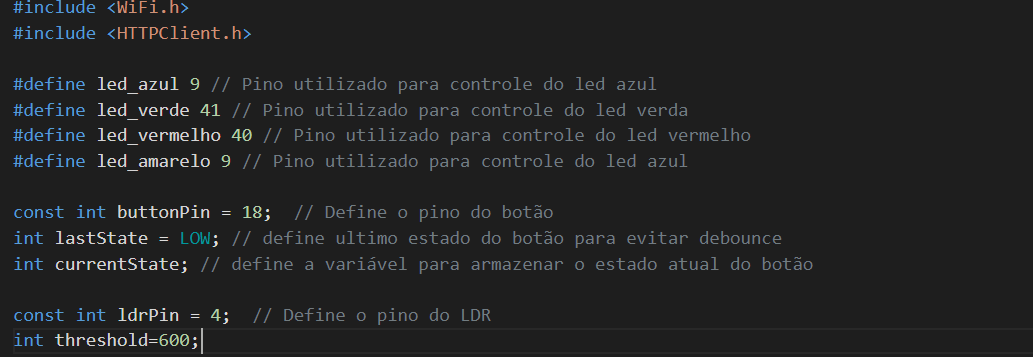 #include <WiFi.h>
#include <HTTPClient.h>
#define led_azul 9 // Pino utilizado para controle do led azul
#define led_verde 41 // Pino utilizado para controle do led verda
#define led_vermelho 40 // Pino utilizado para controle do led vermelho
#define led_amarelo 9 // Pino utilizado para controle do led azul
const int buttonPin = 18;  // Define o pino do botão
int lastState = LOW; // define ultimo estado do botão para evitar debounce
int currentState; // define a variável para armazenar o estado atual do botão
const int ldrPin = 4;  // Define o pino do LDR
int threshold=600;